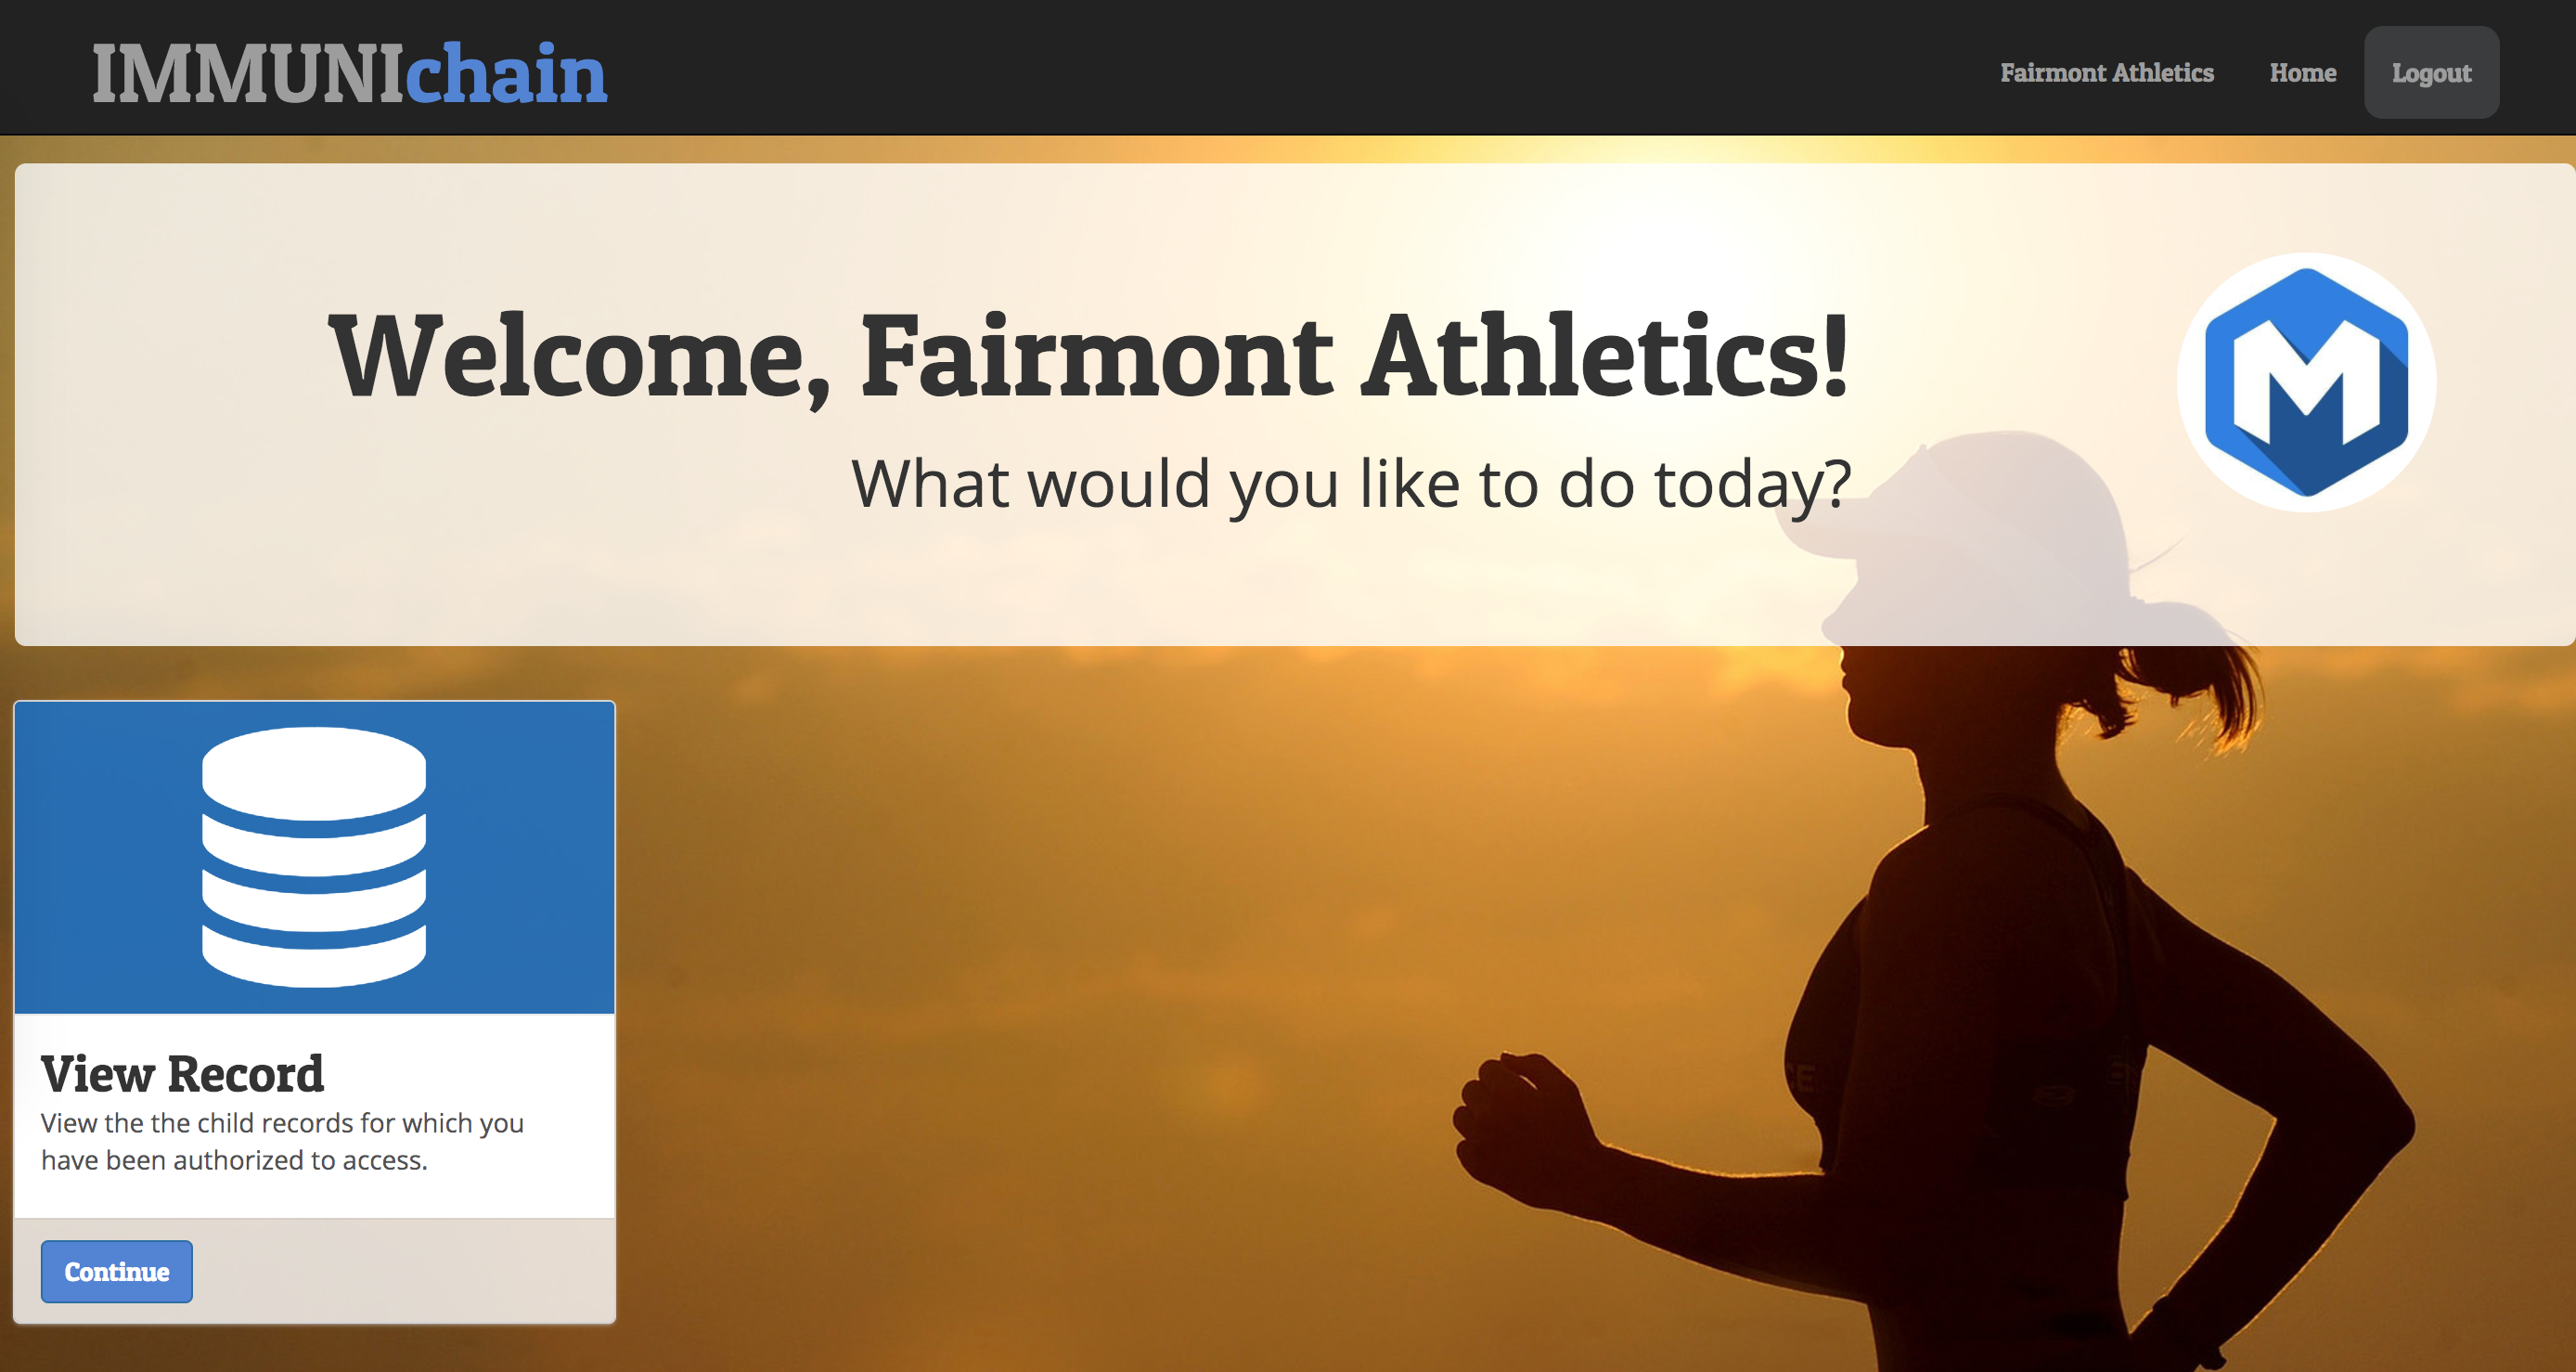 IMMUNIchain
Fairmont Athletics
Home
Logout
Welcome, Fairmont Athletics!
What would you like to do today?
M
View Record
View the the child records for which you
have been authorized to access.
Continue